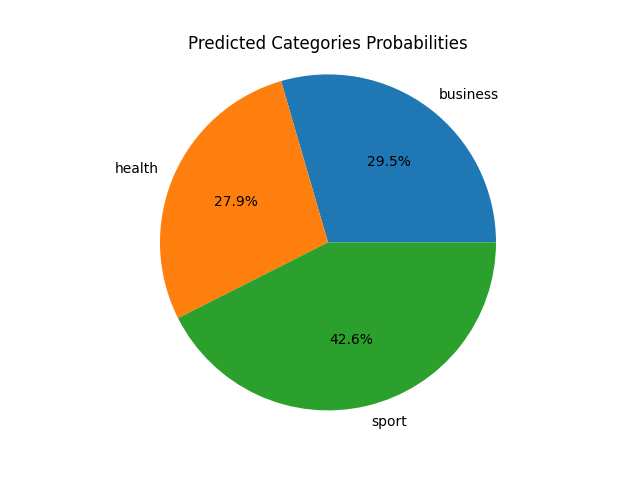 Predicted Categories Probabilities
business
29.5%
health
27.9%
42.6%
sport